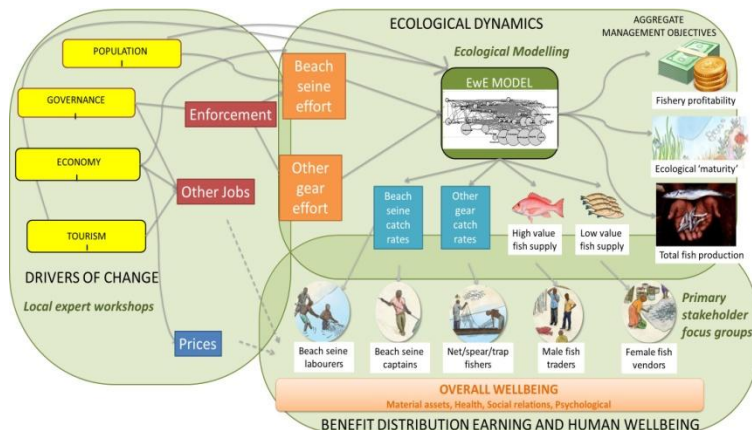 POPULATION
GOVERNANCE
ECONOMY
TOURISM
DRIVERS OF CHANGE
Local expert workshops
Enforcement
Other Jobs
Prices
Beach
seine
effort
Other
gear
effort
ECOLOGICAL DYNAMICS
Ecological Modelling
EwE MODEL
Beach
seine
catch
rates
Other
gear
catch
rates
High value
fish supply
Low value
fish supply
AGGREGATE
MANAGEMENT OBJECTIVES
Fishery profitability
Ecological ‘maturity’
Total fish production
Primary
stakeholder
focus groups
Beach seine
labourers
Beach seine
captains
Net/spear/trap
fishers
Male fish
traders
Female fish
vendors
OVERALL WELLBEING
Material assets, Health, Social relations, Psychological
BENEFIT DISTRIBUTION EARNING AND HUMAN WELLBEING